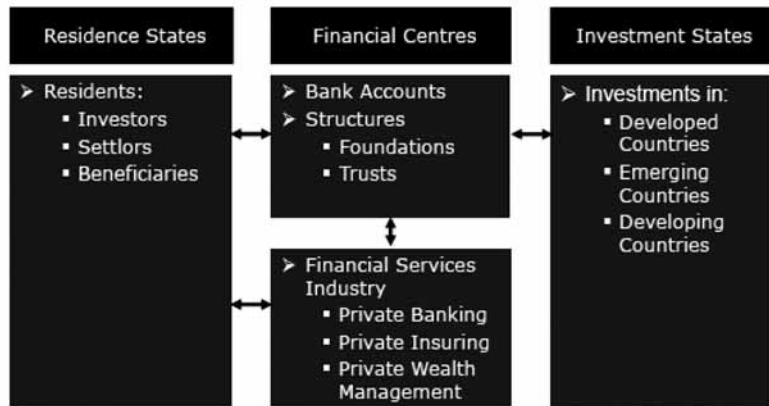 Residence States
Financial Centres
Investment States
➢ Residents:
▪ Investors
▪ Settlors
▪ Beneficiaries
➢ Bank Accounts
➢ Structures
▪ Foundations
▪ Trusts
➢ Financial Services
Industry
▪ Private Banking
▪ Private Insuring
▪ Private Wealth
Management
➢ Investments in:
▪ Developed
Countries
▪ Emerging
Countries
▪ Developing
Countries